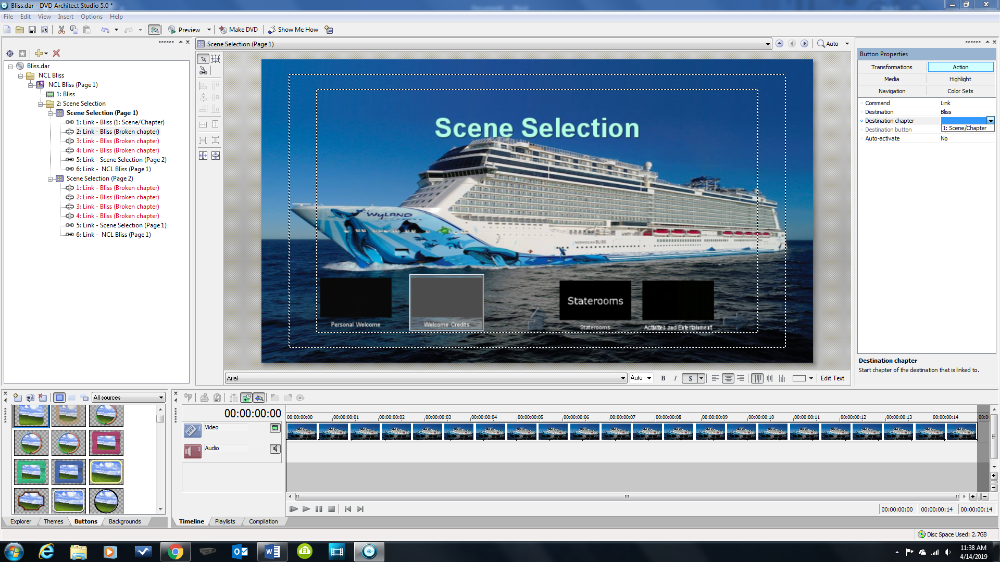 Bliss.dar - DVD Architect Studio 5.0 *
File Edit View Insert Options Help
Preview Make DVD Show Me How
Bliss.dar
NCL Bliss
NCL Bliss (Page 1)
1: Bliss
2: Scene Selection
Scene Selection (Page 1)
1: Link - Bliss (1: Scene/Chapter)
2: Link - Bliss (Broken chapter)
3: Link - Bliss (Broken chapter)
4: Link - Bliss (Broken chapter)
5: Link - Scene Selection (Page 2)
6: Link - NCL Bliss (Page 1)
Scene Selection (Page 2)
1: Link - Bliss (Broken chapter)
2: Link - Bliss (Broken chapter)
3: Link - Bliss (Broken chapter)
4: Link - Bliss (Broken chapter)
5: Link - Scene Selection (Page 1)
6: Link - NCL Bliss (Page 1)
Scene Selection (Page 1)
Auto
Scene Selection
WYLAND
NORWEGIAN BLISS
Staterooms
Personal Welcome
Welcome Credits
Staterooms
Activities and Entertainment
Arial Auto B I S Edit Text
Button Properties
Transformations Action
Media Highlight
Navigation Color Sets
Command Link
Destination Bliss
Destination chapter
Destination button 1: Scene/Chapter
Auto-activate No
Destination chapter
Start chapter of the destination that is linked to.
All sources
Explorer Themes Buttons Backgrounds
00:00:00:00
00:00:00:00 00:00:00:01 00:00:00:02 00:00:00:03 00:00:00:04 00:00:00:05 00:00:00:06 00:00:00:07 00:00:00:08 00:00:00:09 00:00:00:10 00:00:00:11 00:00:00:12 00:00:00:13 00:00:00:14 00:0
1 Video
1 Audio
00:00:00:00 00:00:00:14 00:00:00:14
Timeline Playlists Compilation
Disc Space Used: 2.7GB
11:38 AM
4/14/2019